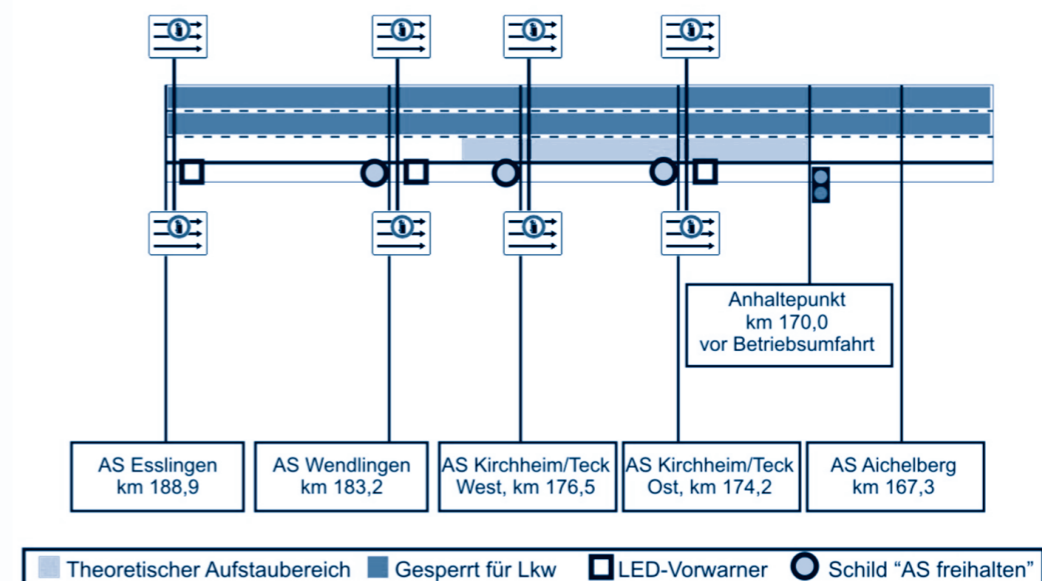 Anhaltepunkt
km 170,0
vor Betriebsumfahrt
AS Esslingen
km 188,9
AS Wendlingen
km 183,2
AS Kirchheim/Teck
West, km 176,5
AS Kirchheim/Teck
Ost, km 174,2
AS Aichelberg
km 167,3
Theoretischer Aufstaubereich
Gesperrt für Lkw
LED-Vorwarner
Schild “AS freihalten”